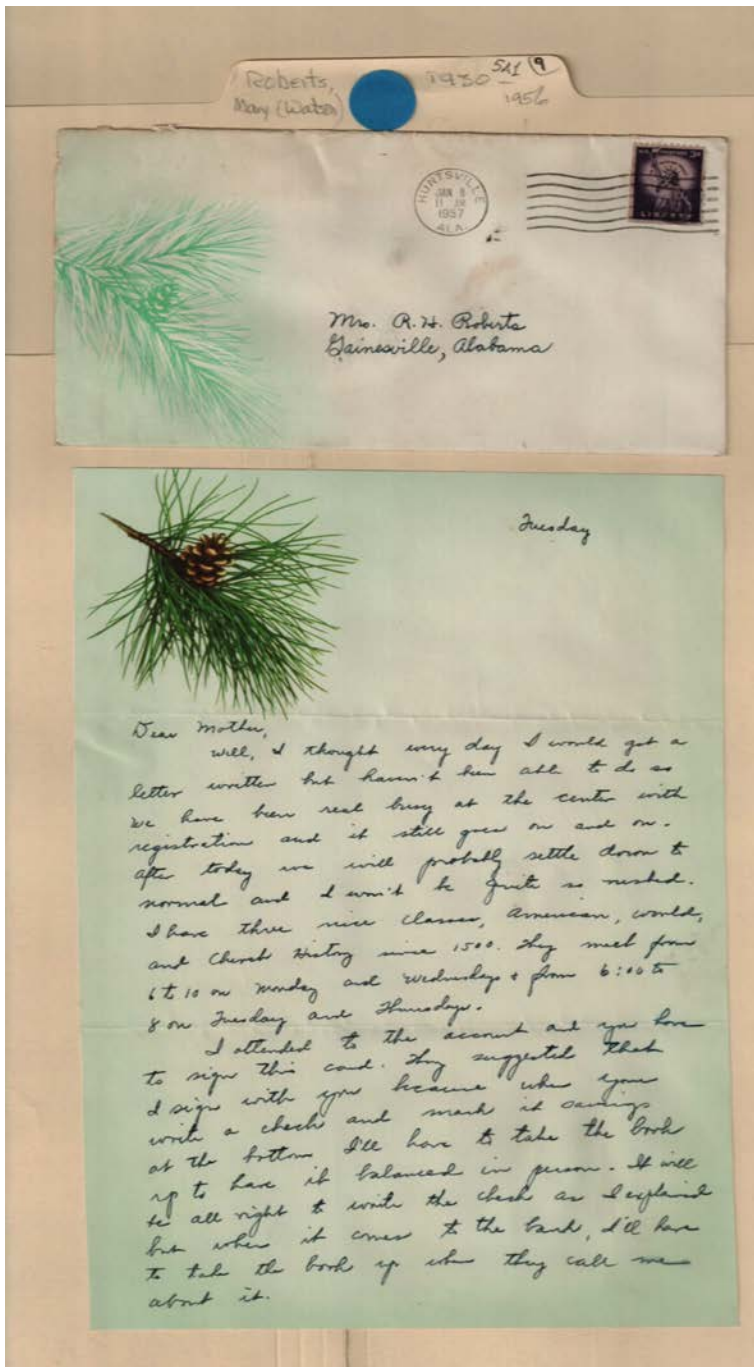 Roberts,
Mary (Watson)
1930 -
1956
5A1 9
HUNTSVILLE
JAN 8
11 AM
1957
ALA.
LIBERTY
Mrs. R. H. Roberts
Gainesville, Alabama
Tuesday
Dear Mother,
Well, I thought every day I would get a
letter written but haven't been able to do so
We have been real busy at the center with
registration and it still goes on and on.
After today we will probably settle down to
normal and I won't be quite so rushed.
I have three nice classes, American, World,
and Church History since 1500. They meet from
6 to 10 on Monday and Wednesdays & from 6:00 to
8 on Tuesday and Thursdays.
I attended to the account and you have
to sign this card. They suggested that
I sign with you because when you
write a check and mark it savings
at the bottom I'll have to take the book
up to have it balanced in person. It will
be all right to write the check as I explained
but when it comes to the bank, I'll have
to take the book up when they call me
about it.